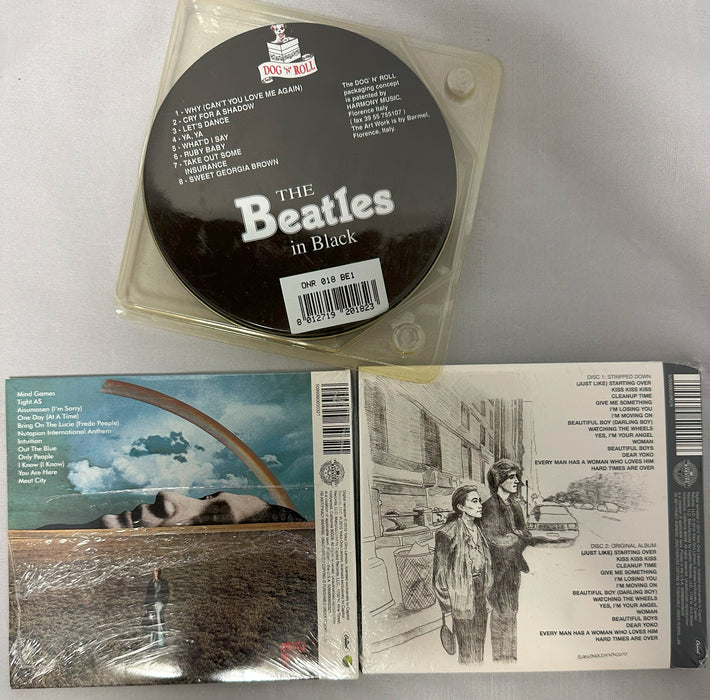 DOG 'N' ROLL
1 - WHY (CAN'T YOU LOVE ME AGAIN)
2 - CRY FOR A SHADOW
3 - LET'S DANCE
4 - YA, YA
5 - WHAT'D I SAY
6 - RUBY BABY
7 - TAKE OUT SOME
INSURANCE
8 - SWEET GEORGIA BROWN
The DOG' N' ROLL
packaging concept
is patented by
HARMONY MUSIC,
Florence Italy
( fax 39 55 755107 )
The Art Work is by Barmel,
Florence, Italy.
THE
Beatles
in Black
DNR 018 BE1
8 012719 201823
Mind Games
Tight A$
Aisumasen (I'm Sorry)
One Day (At A Time)
Bring On The Lucie (Freda Peeple)
Nutopian International Anthem
Intuition
Out The Blue
Only People
I Know (I Know)
You Are Here
Meat City
DISC 1: STRIPPED DOWN
(JUST LIKE) STARTING OVER
KISS KISS KISS
CLEANUP TIME
GIVE ME SOMETHING
I'M LOSING YOU
I'M MOVING ON
BEAUTIFUL BOY (DARLING BOY)
WATCHING THE WHEELS
YES, I'M YOUR ANGEL
WOMAN
BEAUTIFUL BOYS
DEAR YOKO
EVERY MAN HAS A WOMAN WHO LOVES HIM
HARD TIMES ARE OVER
DISC 2: ORIGINAL ALBUM
(JUST LIKE) STARTING OVER
KISS KISS KISS
CLEANUP TIME
GIVE ME SOMETHING
I'M LOSING YOU
I'M MOVING ON
BEAUTIFUL BOY (DARLING BOY)
WATCHING THE WHEELS
YES, I'M YOUR ANGEL
WOMAN
BEAUTIFUL BOYS
DEAR YOKO
EVERY MAN HAS A WOMAN WHO LOVES HIM
HARD TIMES ARE OVER